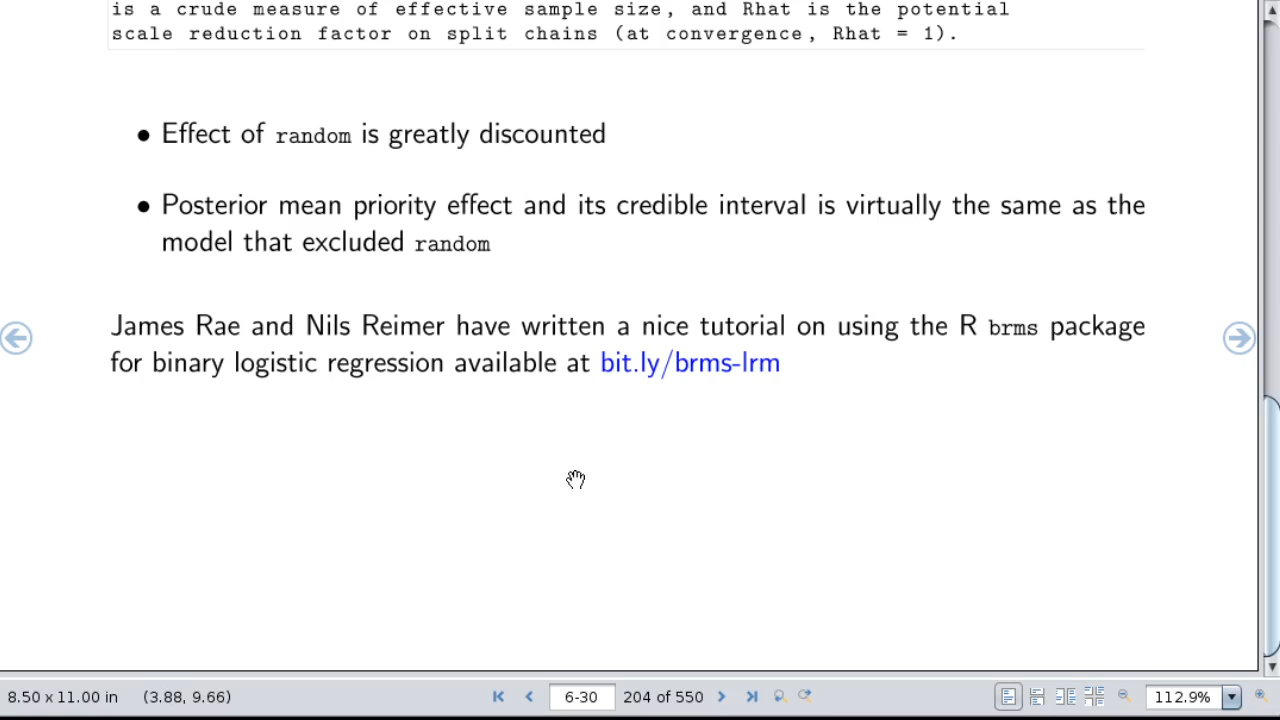 is a crude measure of effective sample size, and Rhat is the potential
scale reduction factor on split chains (at convergence, Rhat = 1).
• Effect of random is greatly discounted
• Posterior mean priority effect and its credible interval is virtually the same as the
model that excluded random
James Rae and Nils Reimer have written a nice tutorial on using the R brms package
for binary logistic regression available at bit.ly/brms-lrm
8.50 x 11.00 in (3.88, 9.66) 6-30 204 of 550 112.9%